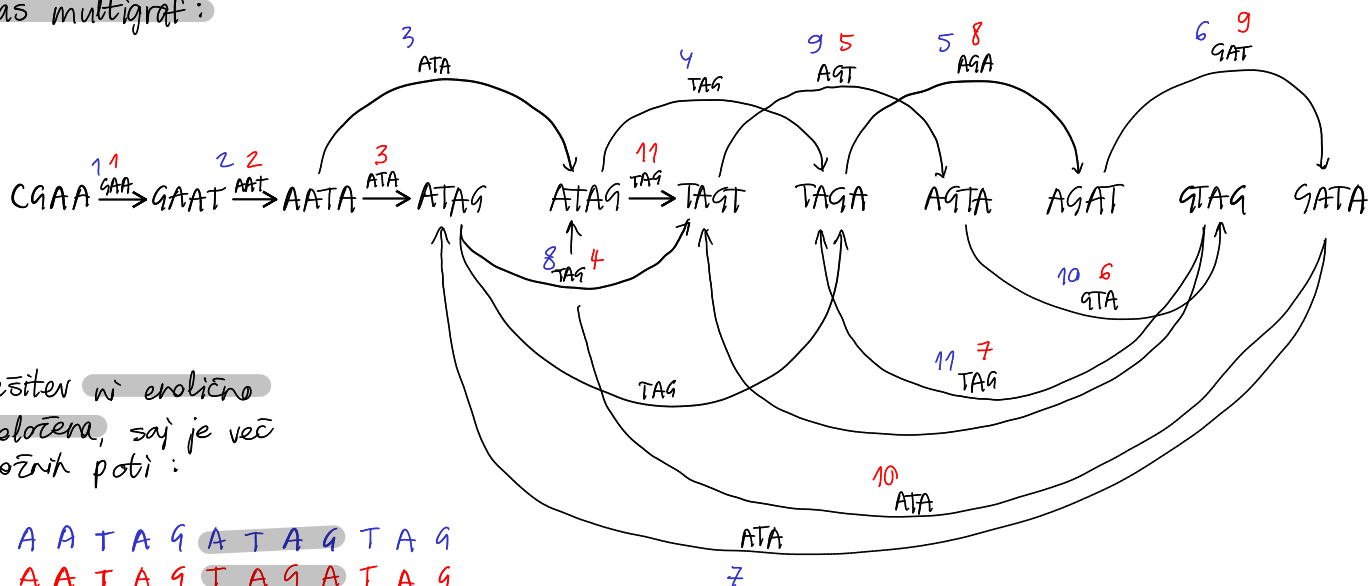 as multigraf:
3 ATA
4 TAG
9 5 AGT
5 8 AGA
6 9 GAT
CGAA 1 1 GAA GAAT 2 2 AAT AATA 3 ATA ATAG ATAG 11 TAG TAGT TAGA AGTA AGAT GTAG GATA
8 TAG 4
10 6 GTA
11 7 TAG
TAG
10 ATA
ATA
7
ešitev ni enolično
določena, saj je več
ožnih poti:
A A T A G A T A G T A G
A A T A G T A G A T A G